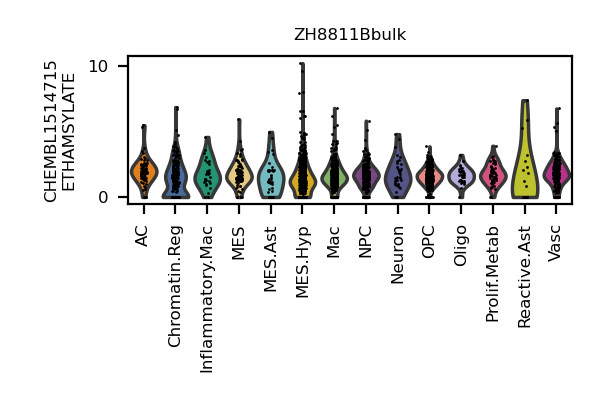 ZH8811Bbulk
CHEMBL1514715
ETHAMSYLATE
10
0
AC
Chromatin.Reg
Inflammatory.Mac
MES
MES.Ast
MES.Hyp
Mac
NPC
Neuron
OPC
Oligo
Prolif.Metab
Reactive.Ast
Vasc